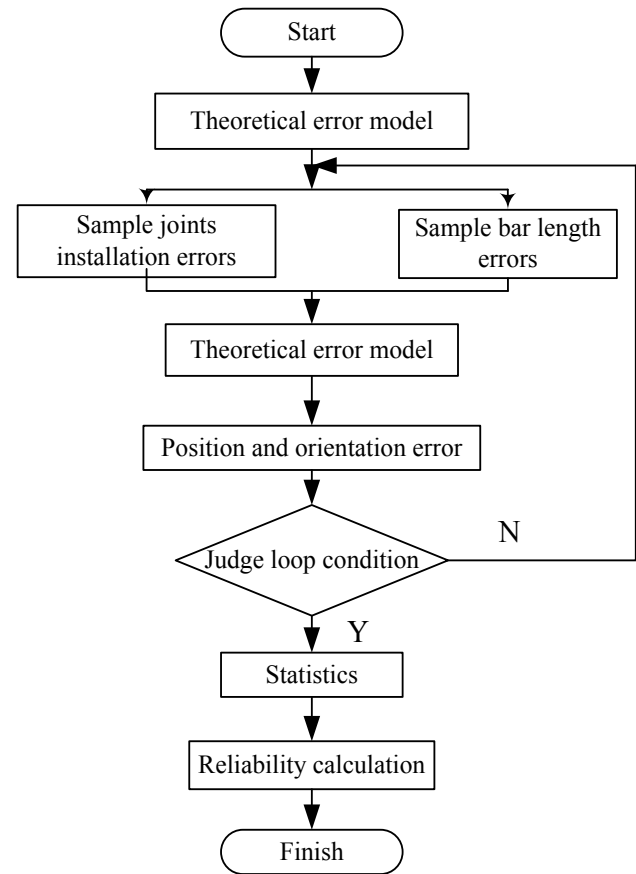 Start
Theoretical error model
Sample joints
installation errors
Sample bar length
errors
Theoretical error model
Position and orientation error
Judge loop condition
N
Y
Statistics
Reliability calculation
Finish